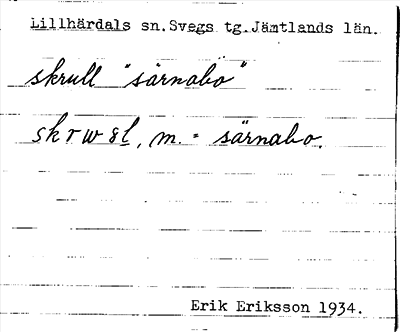 Lillhärdals sn. Svegs tg. Jämtlands län.
skrull "särnabo"
skrw8l, m. = särnabo.
Erik Eriksson 1934.